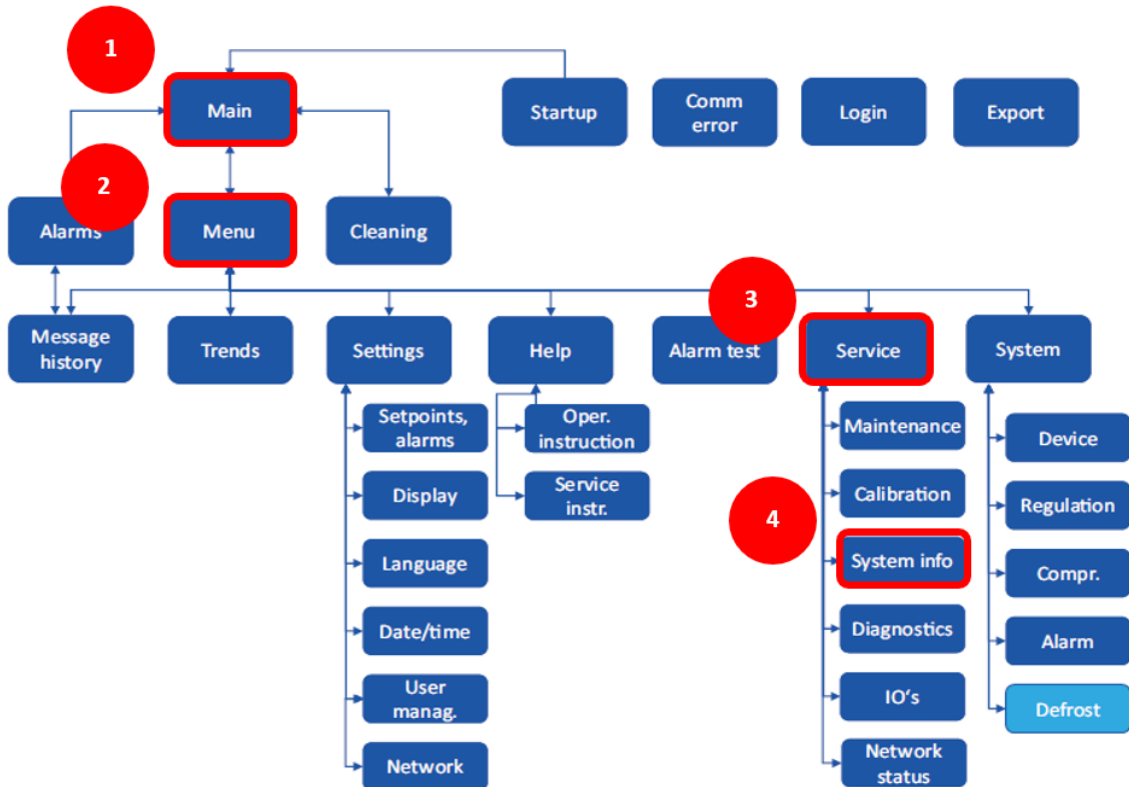 1
Main
Startup
Comm
error
Login
Export
2
Alarms
Menu
Cleaning
3
Message
history
Trends
Settings
Help
Alarm test
Service
System
Setpoints,
alarms
Display
Language
Date/time
User
manag.
Network
Oper.
instruction
Service
instr.
4
Maintenance
Calibration
System info
Diagnostics
IO‘s
Network
status
Device
Regulation
Compr.
Alarm
Defrost